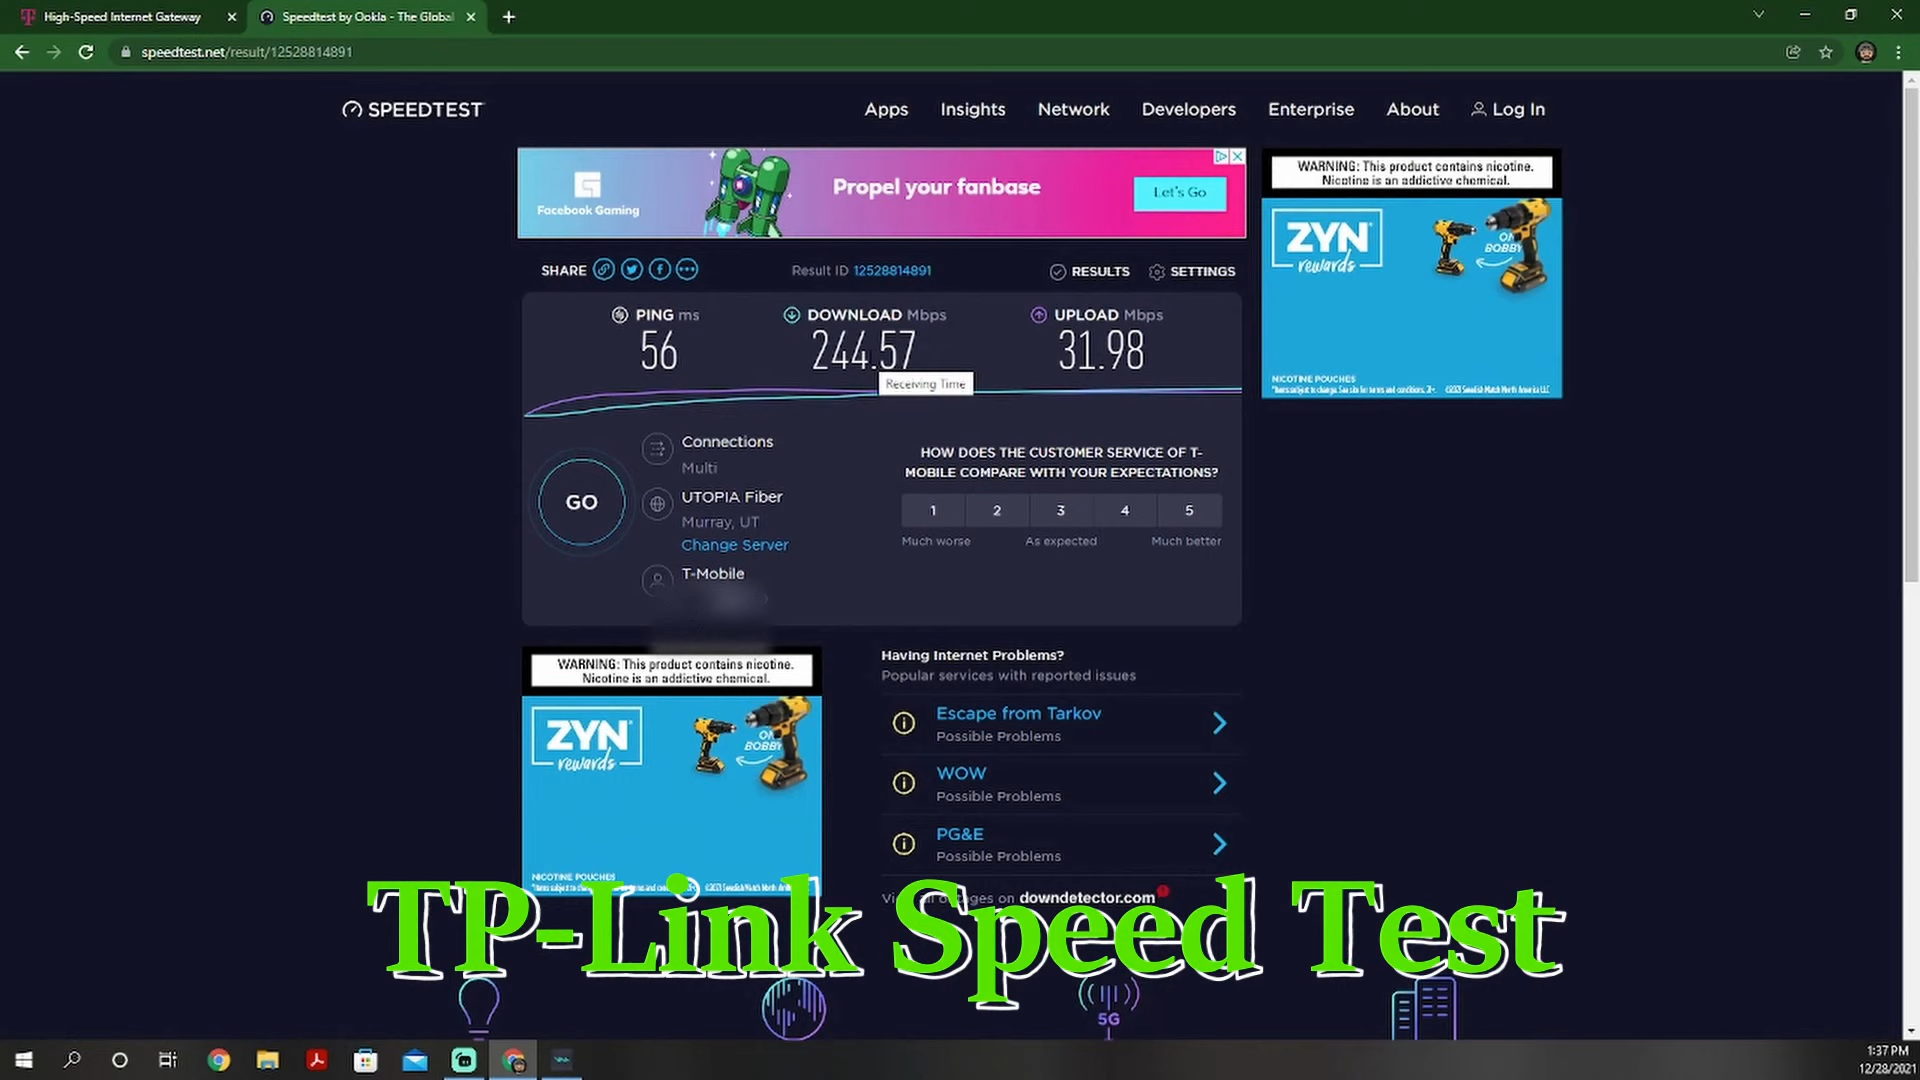 High-Speed Internet Gateway
Speedtest by Ookla - The Global
speedtest.net/result/12528814891
SPEEDTEST
Apps Insights Network Developers Enterprise About Log In
Facebook Gaming
Propel your fanbase
Let's Go
WARNING: This product contains nicotine.
Nicotine is an addictive chemical.
ZYN
rewards
ON
BOBBY
NICOTINE POUCHES
SHARE
Result ID 12528814891
RESULTS
SETTINGS
PING ms
56
DOWNLOAD Mbps
244.57
UPLOAD Mbps
31.98
Receiving Time
GO
Connections
Multi
UTOPIA Fiber
Murray, UT
Change Server
T-Mobile
HOW DOES THE CUSTOMER SERVICE OF T-
MOBILE COMPARE WITH YOUR EXPECTATIONS?
1 2 3 4 5
Much worse As expected Much better
WARNING: This product contains nicotine.
Nicotine is an addictive chemical.
ZYN
rewards
ON
BOBBY
NICOTINE POUCHES
Having Internet Problems?
Popular services with reported issues
Escape from Tarkov
Possible Problems
WOW
Possible Problems
PG&E
Possible Problems
on downdetector.com
TP-Link Speed Test
5G
1:37 PM
12/28/2021